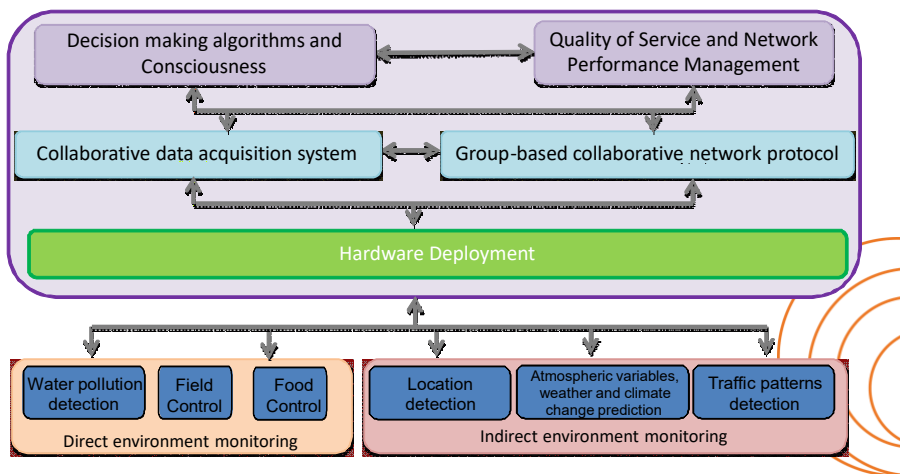 Decision making algorithms and
Consciousness
Quality of Service and Network
Performance Management
Collaborative data acquisition system
Group-based collaborative network protocol
Hardware Deployment
Water pollution
detection
Field
Control
Food
Control
Direct environment monitoring
Location
detection
Atmospheric variables,
weather and climate
change prediction
Traffic patterns
detection
Indirect environment monitoring